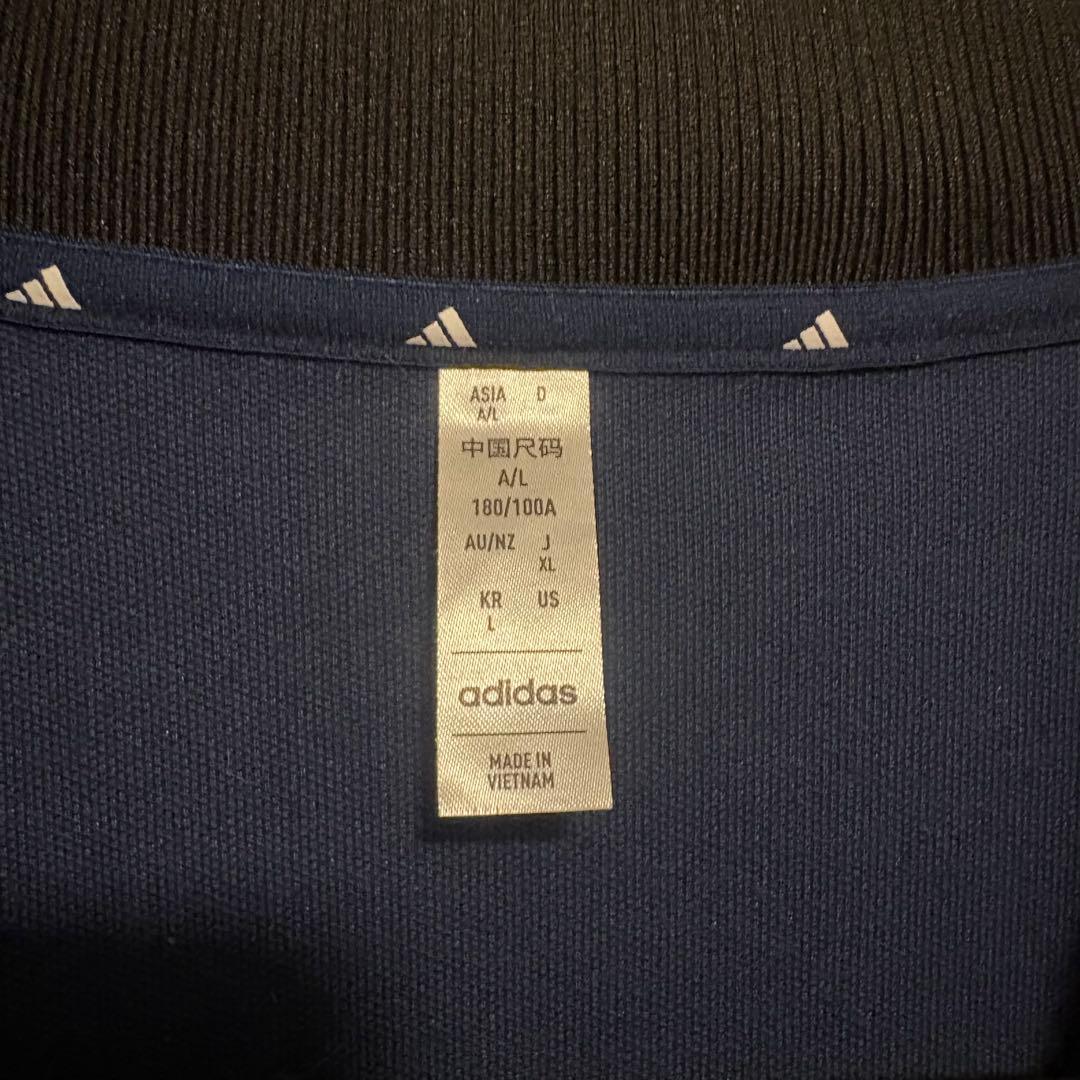 ASIA D
A/L
中国尺码
A/L
180/100A
AU/NZ J
XL
KR US
L
adidas
MADE IN
VIETNAM